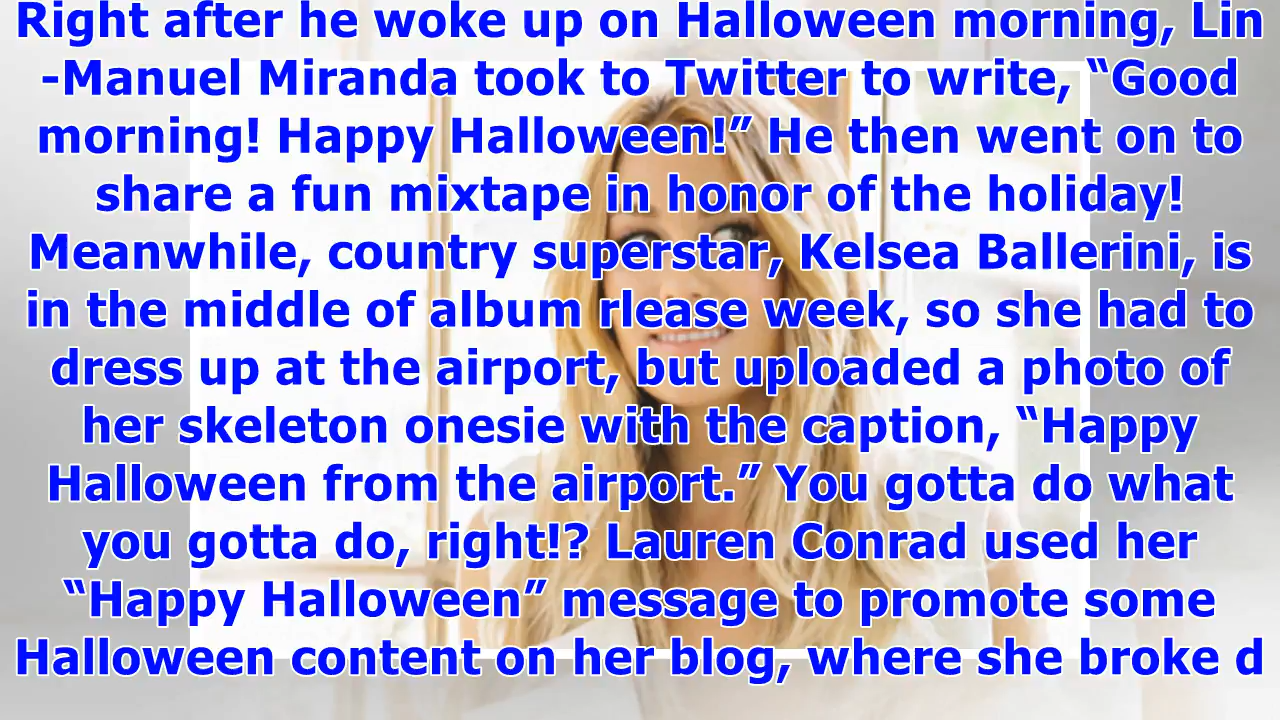 Right after he woke up on Halloween morning, Lin
-Manuel Miranda took to Twitter to write, “Good
morning! Happy Halloween!” He then went on to
share a fun mixtape in honor of the holiday!
Meanwhile, country superstar, Kelsea Ballerini, is
in the middle of album rlease week, so she had to
dress up at the airport, but uploaded a photo of
her skeleton onesie with the caption, “Happy
Halloween from the airport.” You gotta do what
you gotta do, right!? Lauren Conrad used her
“Happy Halloween” message to promote some
Halloween content on her blog, where she broke d